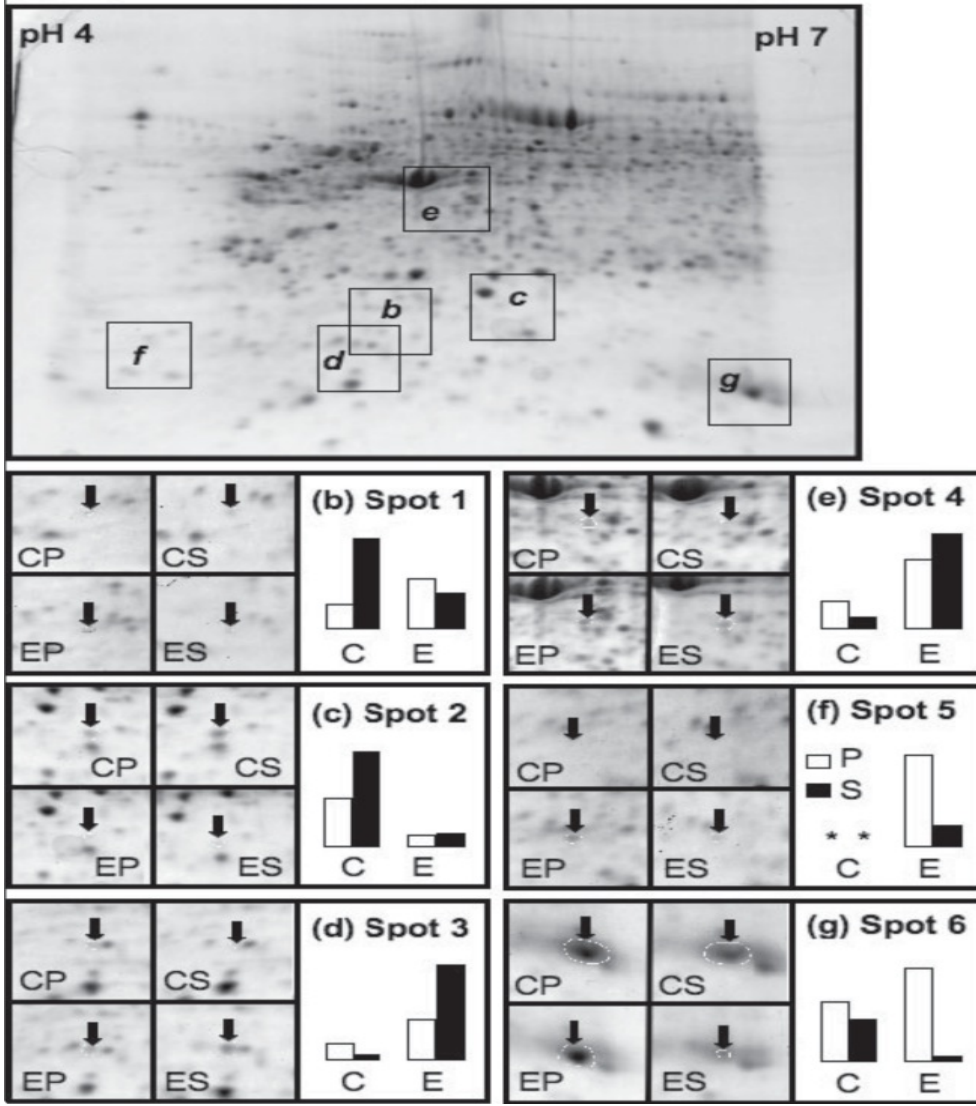 pH 4
pH 7
e
b
c
f
d
g
CP
CS
(b) Spot 1
EP
ES
C
E
CP
CS
(e) Spot 4
EP
ES
C
E
CP
CS
(c) Spot 2
EP
ES
C
E
CP
CS
(f) Spot 5
P
S
* *
EP
ES
C
E
CP
CS
(d) Spot 3
EP
ES
C
E
CP
CS
(g) Spot 6
EP
ES
C
E